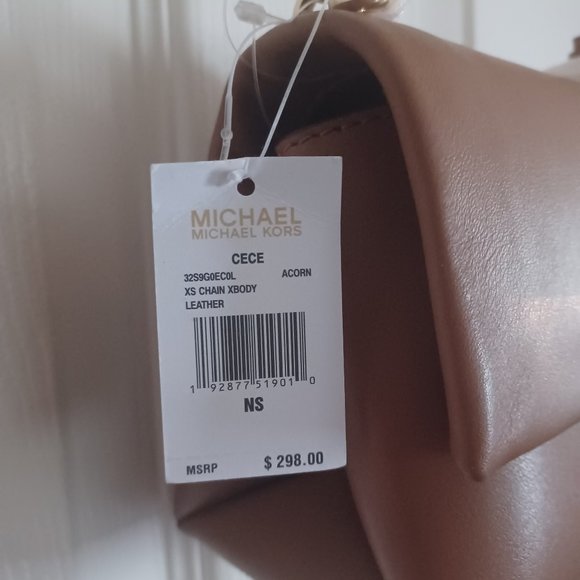 MICHAEL
MICHAEL KORS
CECE
32S9G0EC0L ACORN
XS CHAIN XBODY
LEATHER
1 92877 51901 0
NS
MSRP $ 298.00